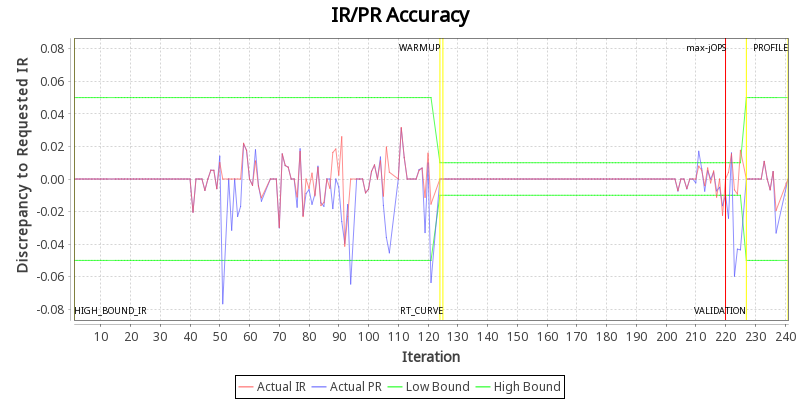 IR/PR Accuracy
Discrepancy to Requested IR
0.08
0.06
0.04
0.02
0.00
-0.02
-0.04
-0.06
-0.08
WARMUP
max-jOPS
PROFILE
HIGH_BOUND_IR
RT_CURVE
VALIDATION
10 20 30 40 50 60 70 80 90 100 110 120 130 140 150 160 170 180 190 200 210 220 230 240
Iteration
Actual IR Actual PR Low Bound High Bound